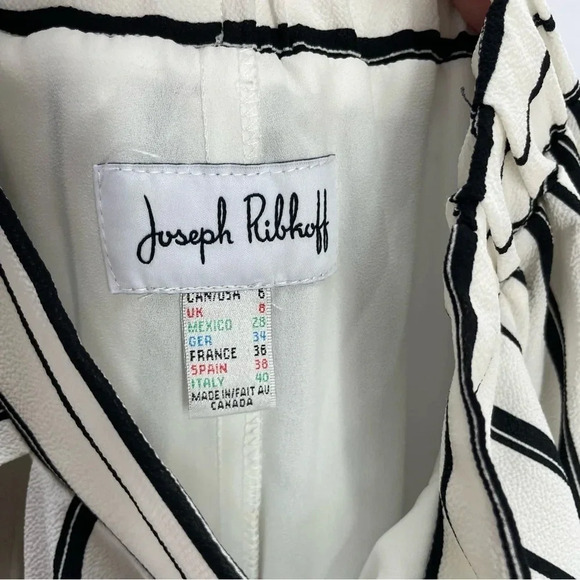 Joseph Ribkoff
CAN/USA 6
UK 8
MEXICO 28
GER 34
FRANCE 36
SPAIN 38
ITALY 40
MADE IN/FAIT AU
CANADA